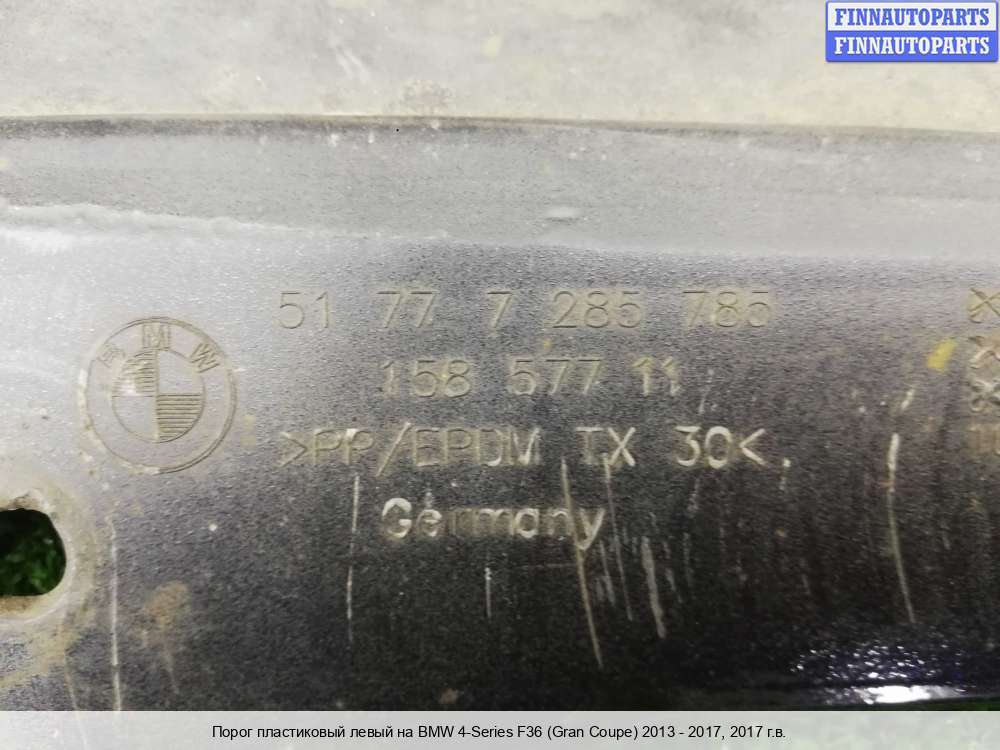 FINNAUTOPARTS
FINNAUTOPARTS
51 77 7 285 785
BMW
158 577 11
>PP/EPDM TX 30<
Germany
Порог пластиковый левый на BMW 4-Series F36 (Gran Coupe) 2013 - 2017, 2017 г.в.